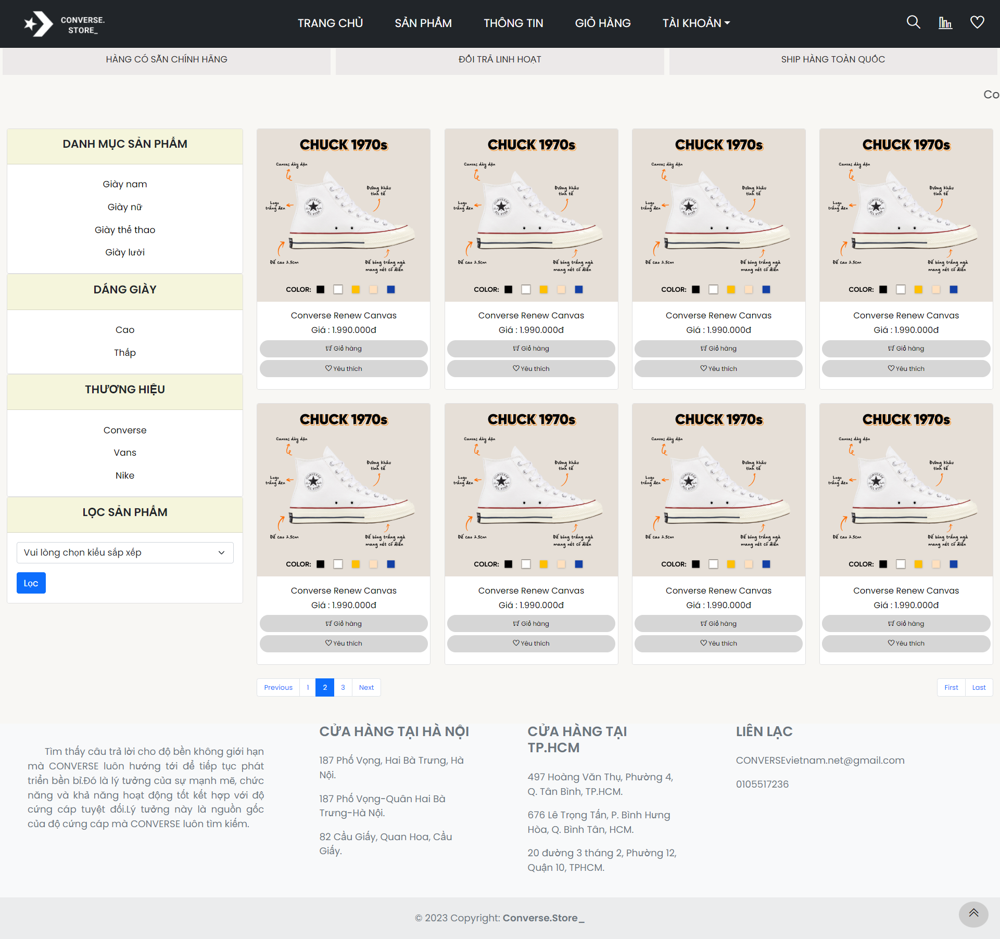 CONVERSE.
STORE_
TRANG CHỦ
SẢN PHẨM
THÔNG TIN
GIỎ HÀNG
TÀI KHOẢN
HÀNG CÓ SẴN CHÍNH HÃNG
ĐỔI TRẢ LINH HOẠT
SHIP HÀNG TOÀN QUỐC
Co
DANH MỤC SẢN PHẨM
Giày nam
Giày nữ
Giày thể thao
Giày lười
DÁNG GIÀY
Cao
Thấp
THƯƠNG HIỆU
Converse
Vans
Nike
LỌC SẢN PHẨM
Vui lòng chọn kiểu sắp xếp
Lọc
CHUCK 1970s
Canvas dày dặn
Đường khâu
tinh tế
Logo
trắng đen
CONVERSE
ALL STAR
Đế cao 2.5cm
Đế bóng trắng ngà
mang nét cổ điển
COLOR:
Converse Renew Canvas
Giá : 1.990.000đ
Giỏ hàng
Yêu thích
CHUCK 1970s
Canvas dày dặn
Đường khâu
tinh tế
Logo
trắng đen
CONVERSE
ALL STAR
Đế cao 2.5cm
Đế bóng trắng ngà
mang nét cổ điển
COLOR:
Converse Renew Canvas
Giá : 1.990.000đ
Giỏ hàng
Yêu thích
CHUCK 1970s
Canvas dày dặn
Đường khâu
tinh tế
Logo
trắng đen
CONVERSE
ALL STAR
Đế cao 2.5cm
Đế bóng trắng ngà
mang nét cổ điển
COLOR:
Converse Renew Canvas
Giá : 1.990.000đ
Giỏ hàng
Yêu thích
CHUCK 1970s
Canvas dày dặn
Đường khâu
tinh tế
Logo
trắng đen
CONVERSE
ALL STAR
Đế cao 2.5cm
Đế bóng trắng ngà
mang nét cổ điển
COLOR:
Converse Renew Canvas
Giá : 1.990.000đ
Giỏ hàng
Yêu thích
CHUCK 1970s
Canvas dày dặn
Đường khâu
tinh tế
Logo
trắng đen
CONVERSE
ALL STAR
Đế cao 2.5cm
Đế bóng trắng ngà
mang nét cổ điển
COLOR:
Converse Renew Canvas
Giá : 1.990.000đ
Giỏ hàng
Yêu thích
CHUCK 1970s
Canvas dày dặn
Đường khâu
tinh tế
Logo
trắng đen
CONVERSE
ALL STAR
Đế cao 2.5cm
Đế bóng trắng ngà
mang nét cổ điển
COLOR:
Converse Renew Canvas
Giá : 1.990.000đ
Giỏ hàng
Yêu thích
CHUCK 1970s
Canvas dày dặn
Đường khâu
tinh tế
Logo
trắng đen
CONVERSE
ALL STAR
Đế cao 2.5cm
Đế bóng trắng ngà
mang nét cổ điển
COLOR:
Converse Renew Canvas
Giá : 1.990.000đ
Giỏ hàng
Yêu thích
CHUCK 1970s
Canvas dày dặn
Đường khâu
tinh tế
Logo
trắng đen
CONVERSE
ALL STAR
Đế cao 2.5cm
Đế bóng trắng ngà
mang nét cổ điển
COLOR:
Converse Renew Canvas
Giá : 1.990.000đ
Giỏ hàng
Yêu thích
Previous 1 2 3 Next
First Last
Tìm thấy câu trả lời cho độ bền không giới hạn
mà CONVERSE luôn hướng tới để tiếp tục phát
triển bền bỉ.Đó là lý tưởng của sự mạnh mẽ, chức
năng và khả năng hoạt động tốt kết hợp với độ
cứng cáp tuyệt đối.Lý tưởng này là nguồn gốc
của độ cứng cáp mà CONVERSE luôn tìm kiếm.
CỬA HÀNG TẠI HÀ NỘI
187 Phố Vọng, Hai Bà Trưng, Hà
Nội.
187 Phố Vọng-Quân Hai Bà
Trưng-Hà Nội.
82 Cầu Giấy, Quan Hoa, Cầu
Giấy.
CỬA HÀNG TẠI
TP.HCM
497 Hoàng Văn Thụ, Phường 4,
Q. Tân Bình, TP.HCM.
676 Lê Trọng Tấn, P. Bình Hưng
Hòa, Q. Bình Tân, HCM.
20 đường 3 tháng 2, Phường 12,
Quận 10, TPHCM.
LIÊN LẠC
CONVERSEvietnam.net@gmail.com
0105517236
© 2023 Copyright: Converse.Store_